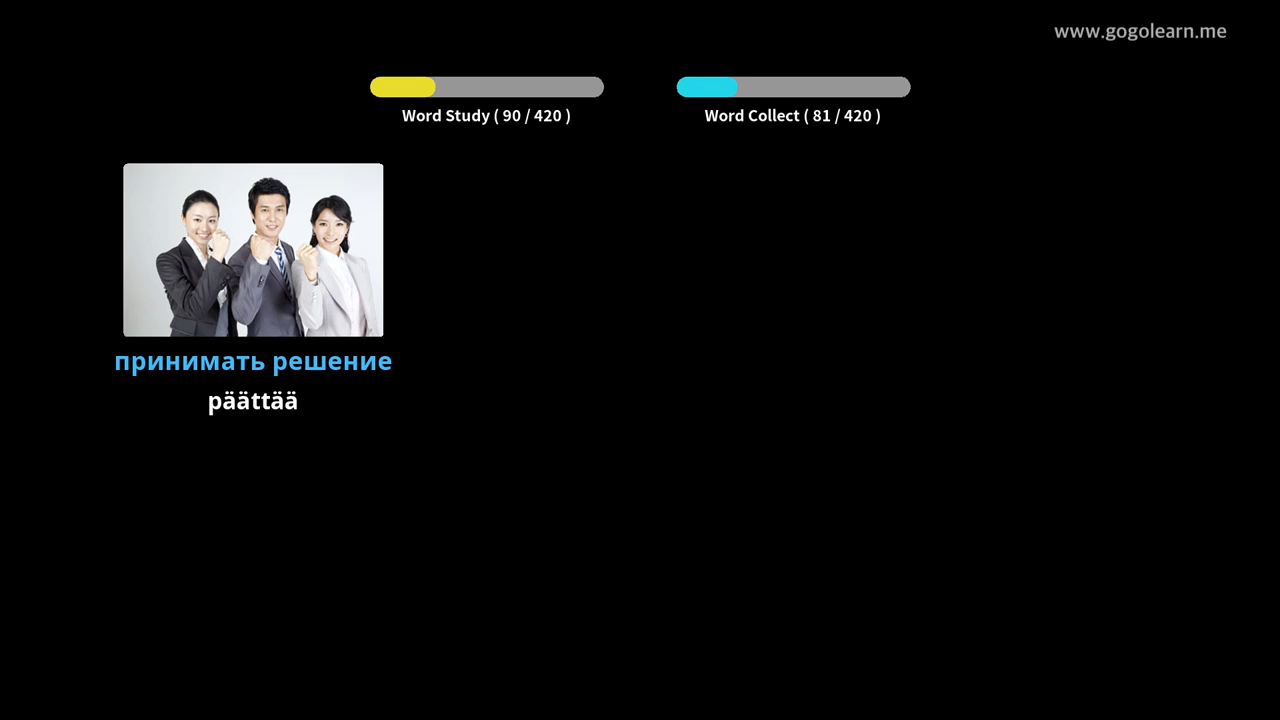 www.gogolearn.me
Word Study ( 90 / 420 )
Word Collect ( 81 / 420 )
принимать решение
päättää